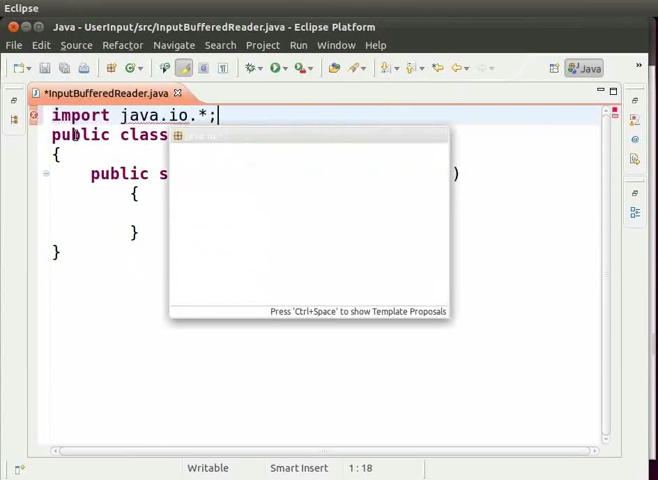 Eclipse
Java - UserInput/src/InputBufferedReader.java - Eclipse Platform
File Edit Source Refactor Navigate Search Project Run Window Help
Java
*InputBufferedReader.java
import java.io.*;
public class
{
public s )
{
Press 'Ctrl+Space' to show Template Proposals
}
}
Writable Smart Insert 1 : 18